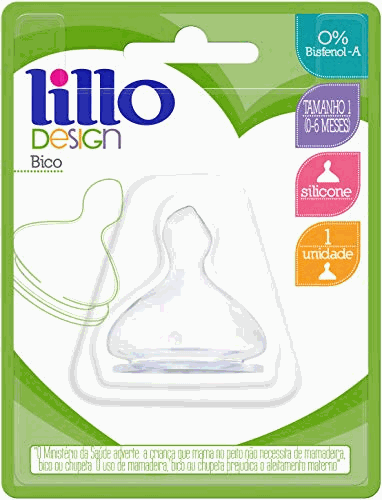 lillo
DESIGN
Bico
0%
Bisfenol-A
TAMANHO 1
(0-6 MESES)
silicone
1
unidade
"O Ministério da Saúde adverte: a criança que mama no peito não necessita de mamadeira,
bico ou chupeta. O uso de mamadeira, bico ou chupeta prejudica o aleitamento materno"